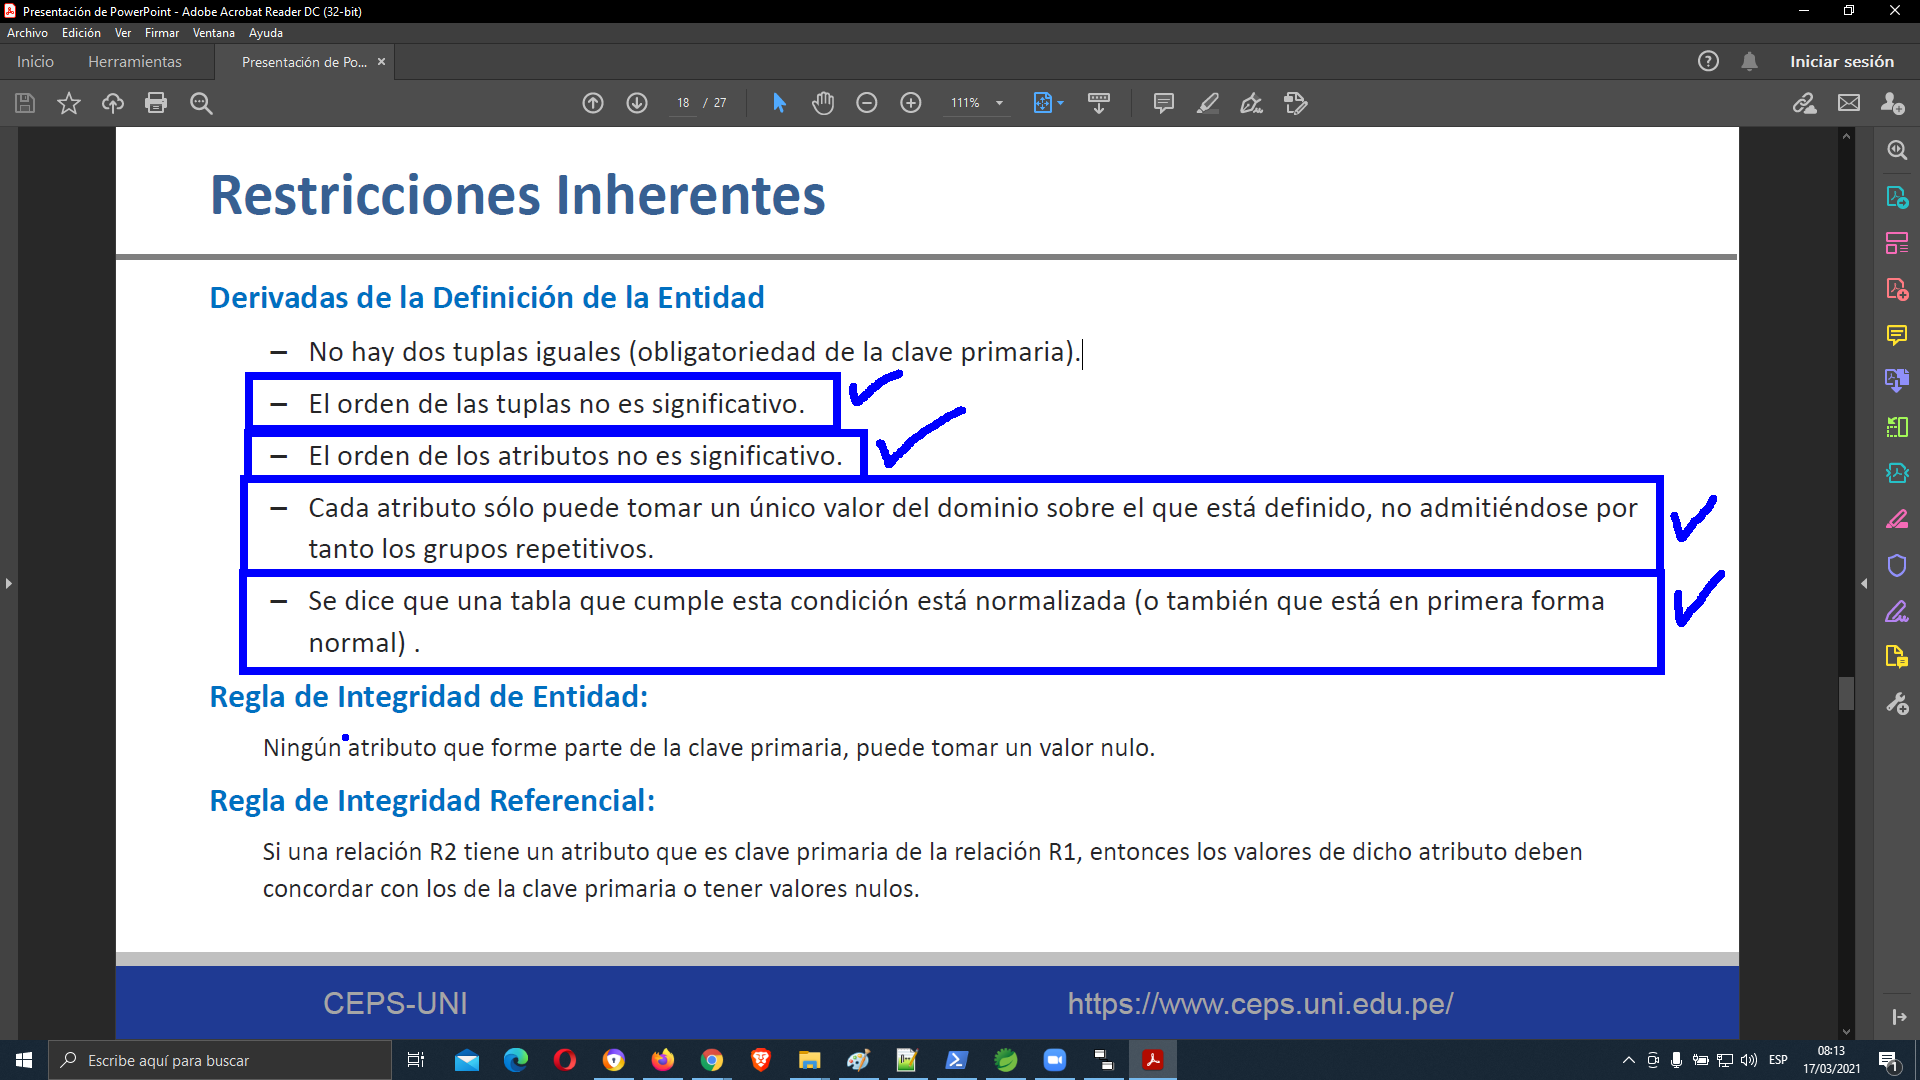 Presentación de PowerPoint - Adobe Acrobat Reader DC (32-bit)
Archivo Edición Ver Firmar Ventana Ayuda
Inicio Herramientas Presentación de Po... × Iniciar sesión
18 / 27 111%
Restricciones Inherentes
Derivadas de la Definición de la Entidad
– No hay dos tuplas iguales (obligatoriedad de la clave primaria).
– El orden de las tuplas no es significativo.
– El orden de los atributos no es significativo.
– Cada atributo sólo puede tomar un único valor del dominio sobre el que está definido, no admitiéndose por
tanto los grupos repetitivos.
– Se dice que una tabla que cumple esta condición está normalizada (o también que está en primera forma
normal) .
Regla de Integridad de Entidad:
Ningún atributo que forme parte de la clave primaria, puede tomar un valor nulo.
Regla de Integridad Referencial:
Si una relación R2 tiene un atributo que es clave primaria de la relación R1, entonces los valores de dicho atributo deben
concordar con los de la clave primaria o tener valores nulos.
CEPS-UNI https://www.ceps.uni.edu.pe/
Escribe aquí para buscar
ESP
08:13
17/03/2021
1